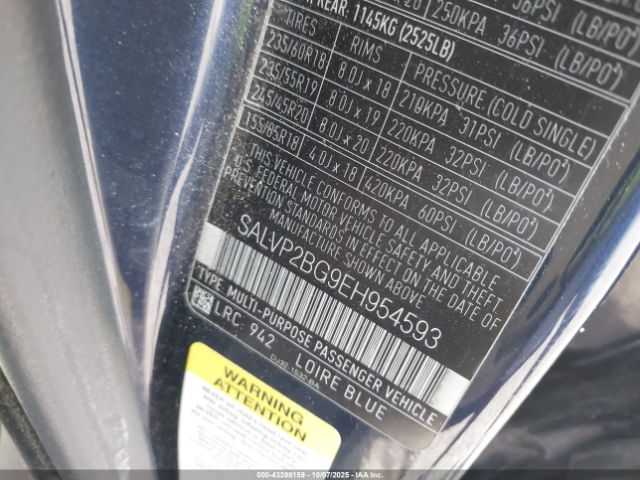 250KPA 36PSI (LB/PO²)
REAR. 1145KG (2525LB)
TIRES RIMS PRESSURE (COLD SINGLE)
235/60R18 8.0J x 18 210KPA 31PSI (LB/PO²)
235/55R19 8.0J x 19 220KPA 32PSI (LB/PO²)
245/45R20 8.0J x 20 220KPA 32PSI (LB/PO²)
155/85R18 4.0J x 18 420KPA 60PSI (LB/PO²)
THIS VEHICLE CONFORMS TO ALL APPLICABLE
U.S. FEDERAL MOTOR VEHICLE SAFETY AND THEFT
PREVENTION STANDARDS IN EFFECT ON THE DATE OF
MANUFACTURE SHOWN ABOVE
SALVP2BG9EH954593
TYPE MULTI-PURPOSE PASSENGER VEHICLE
LRC. 942 LOIRE BLUE
WARNING
ATTENTION
000-43398159 | 10/07/2025 | IAAI.COM